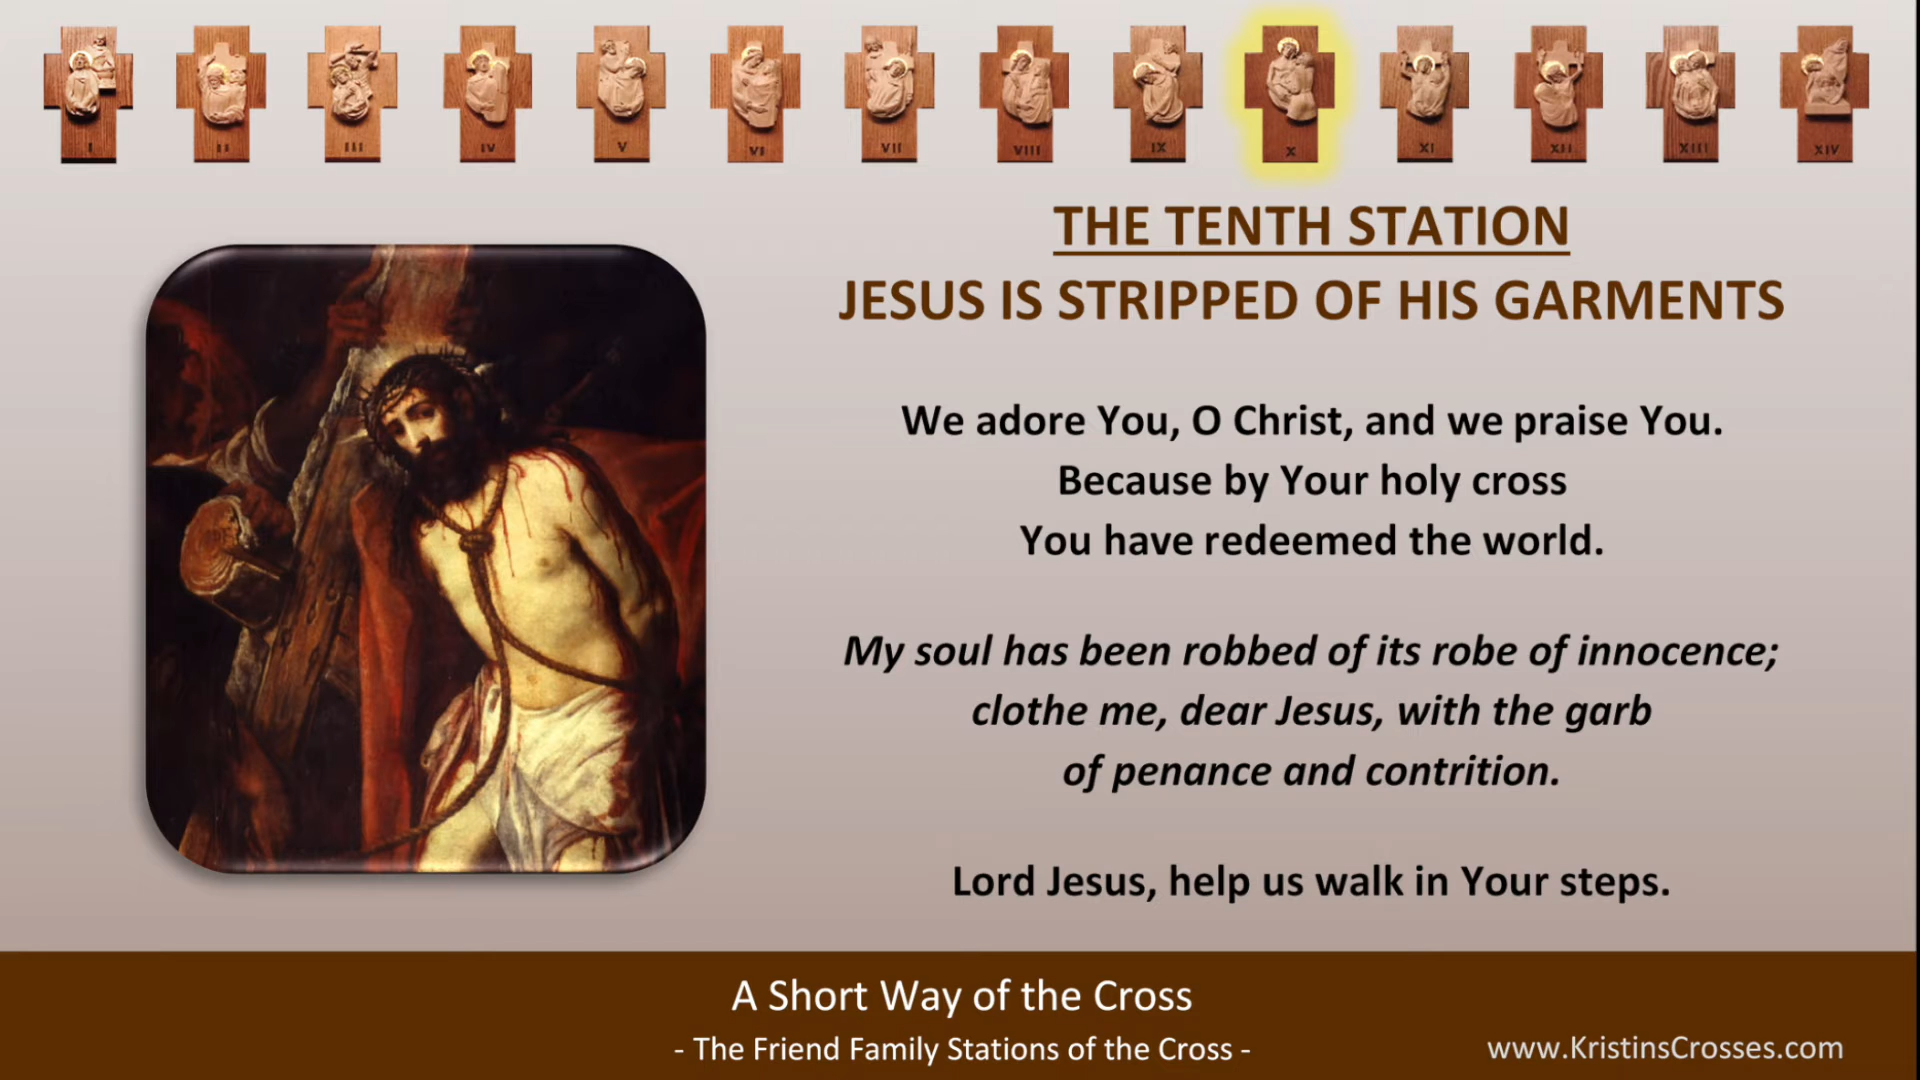 I II III IV V VI VII VIII IX X XI XII XIII XIV
THE TENTH STATION
JESUS IS STRIPPED OF HIS GARMENTS
We adore You, O Christ, and we praise You.
Because by Your holy cross
You have redeemed the world.
My soul has been robbed of its robe of innocence;
clothe me, dear Jesus, with the garb
of penance and contrition.
Lord Jesus, help us walk in Your steps.
A Short Way of the Cross
- The Friend Family Stations of the Cross -
www.KristinsCrosses.com